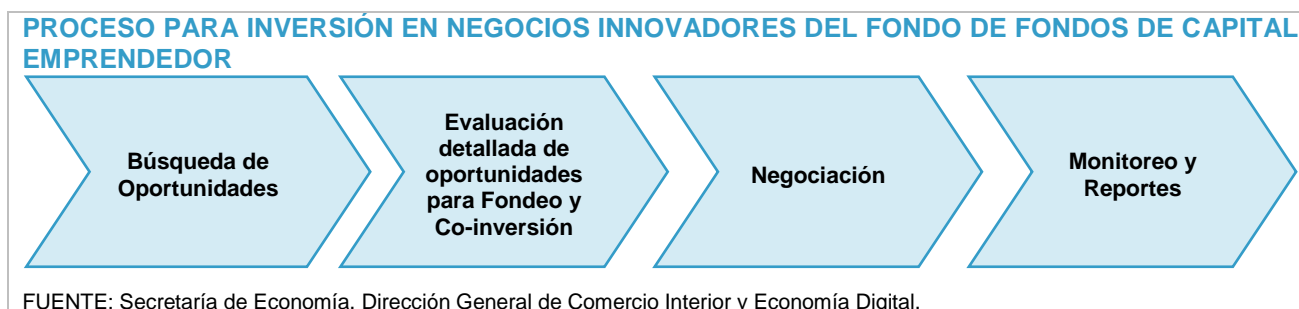 PROCESO PARA INVERSIÓN EN NEGOCIOS INNOVADORES DEL FONDO DE FONDOS DE CAPITAL
EMPRENDEDOR
Búsqueda de
Oportunidades
Evaluación
detallada de
oportunidades
para Fondeo y
Co-inversión
Negociación
Monitoreo y
Reportes
FUENTE: Secretaría de Economía. Dirección General de Comercio Interior y Economía Digital.